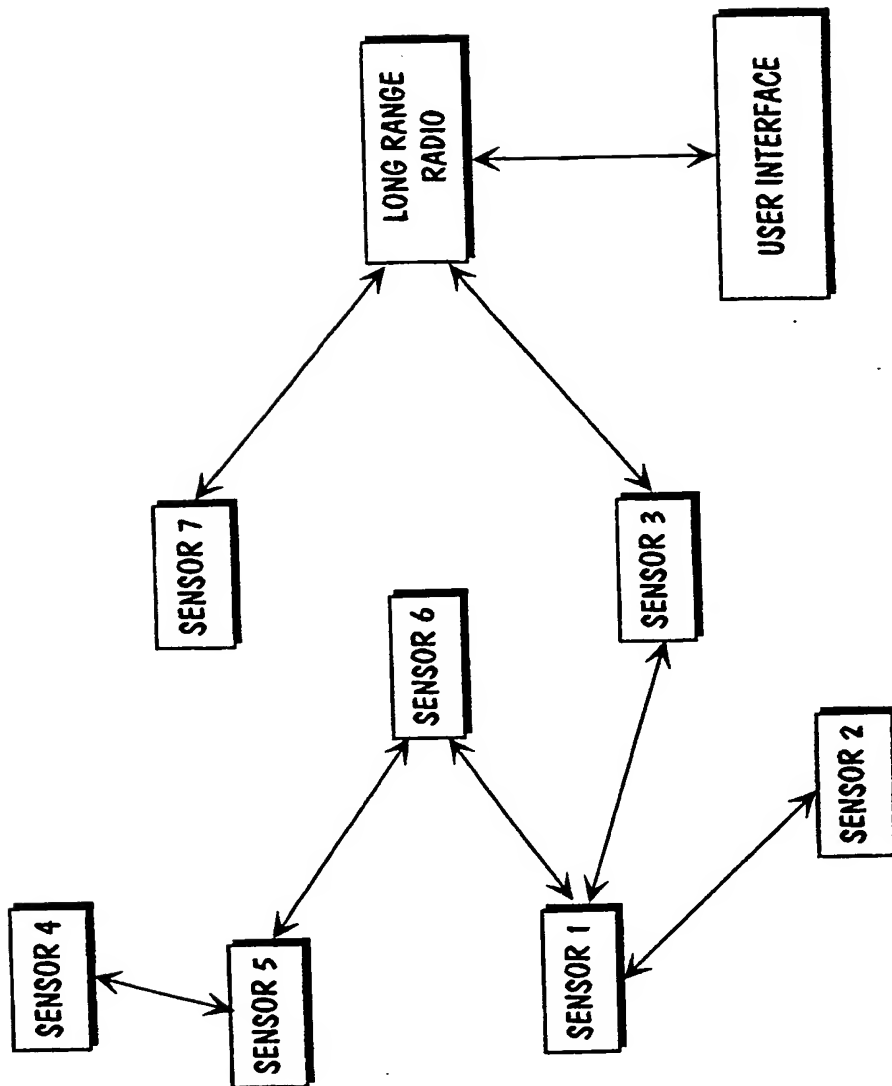 SENSOR 4
SENSOR 7
SENSOR 5
LONG RANGE
RADIO
SENSOR 6
SENSOR 1
SENSOR 3
USER INTERFACE
SENSOR 2